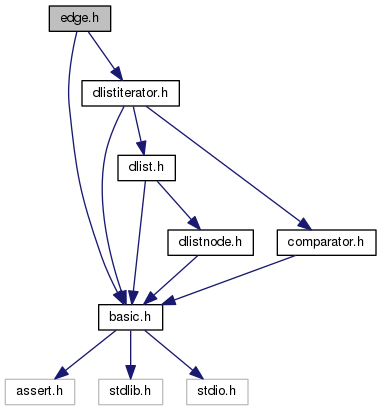 edge.h
dlistiterator.h
dlist.h
dlistnode.h
comparator.h
basic.h
assert.h
stdlib.h
stdio.h